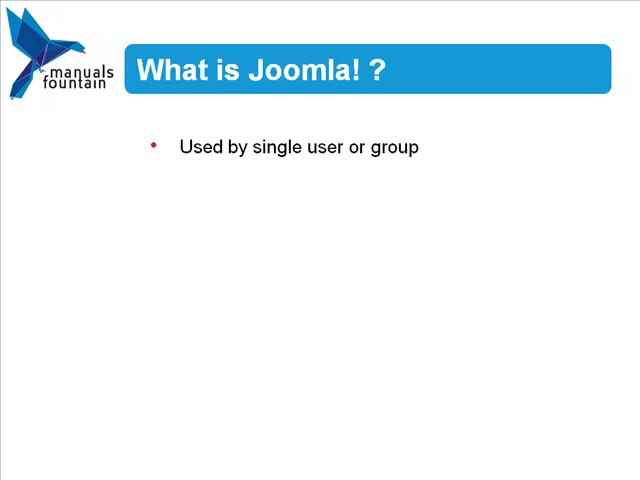 manuals
fountain
What is Joomla! ?
• Used by single user or group